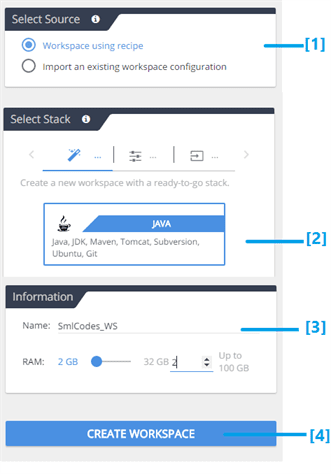 Select Source
Workspace using recipe
[1]
Import an existing workspace configuration
Select Stack
... ... ...
Create a new workspace with a ready-to-go stack.
JAVA
Java, JDK, Maven, Tomcat, Subversion,
Ubuntu, Git
[2]
Information
Name: SmlCodes_WS
[3]
RAM: 2 GB 32 GB 2 Up to
100 GB
CREATE WORKSPACE
[4]